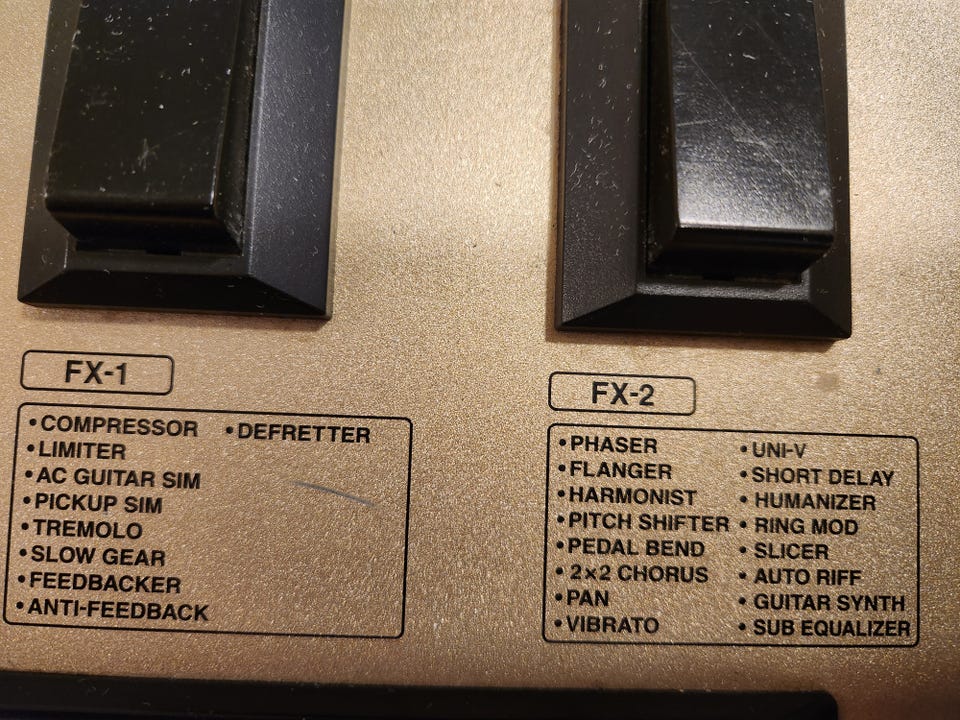 FX-1
• COMPRESSOR
• LIMITER
• AC GUITAR SIM
• PICKUP SIM
• TREMOLO
• SLOW GEAR
• FEEDBACKER
• ANTI-FEEDBACK
• DEFRETTER
FX-2
• PHASER
• FLANGER
• HARMONIST
• PITCH SHIFTER
• PEDAL BEND
• 2×2 CHORUS
• PAN
• VIBRATO
• UNI-V
• SHORT DELAY
• HUMANIZER
• RING MOD
• SLICER
• AUTO RIFF
• GUITAR SYNTH
• SUB EQUALIZER